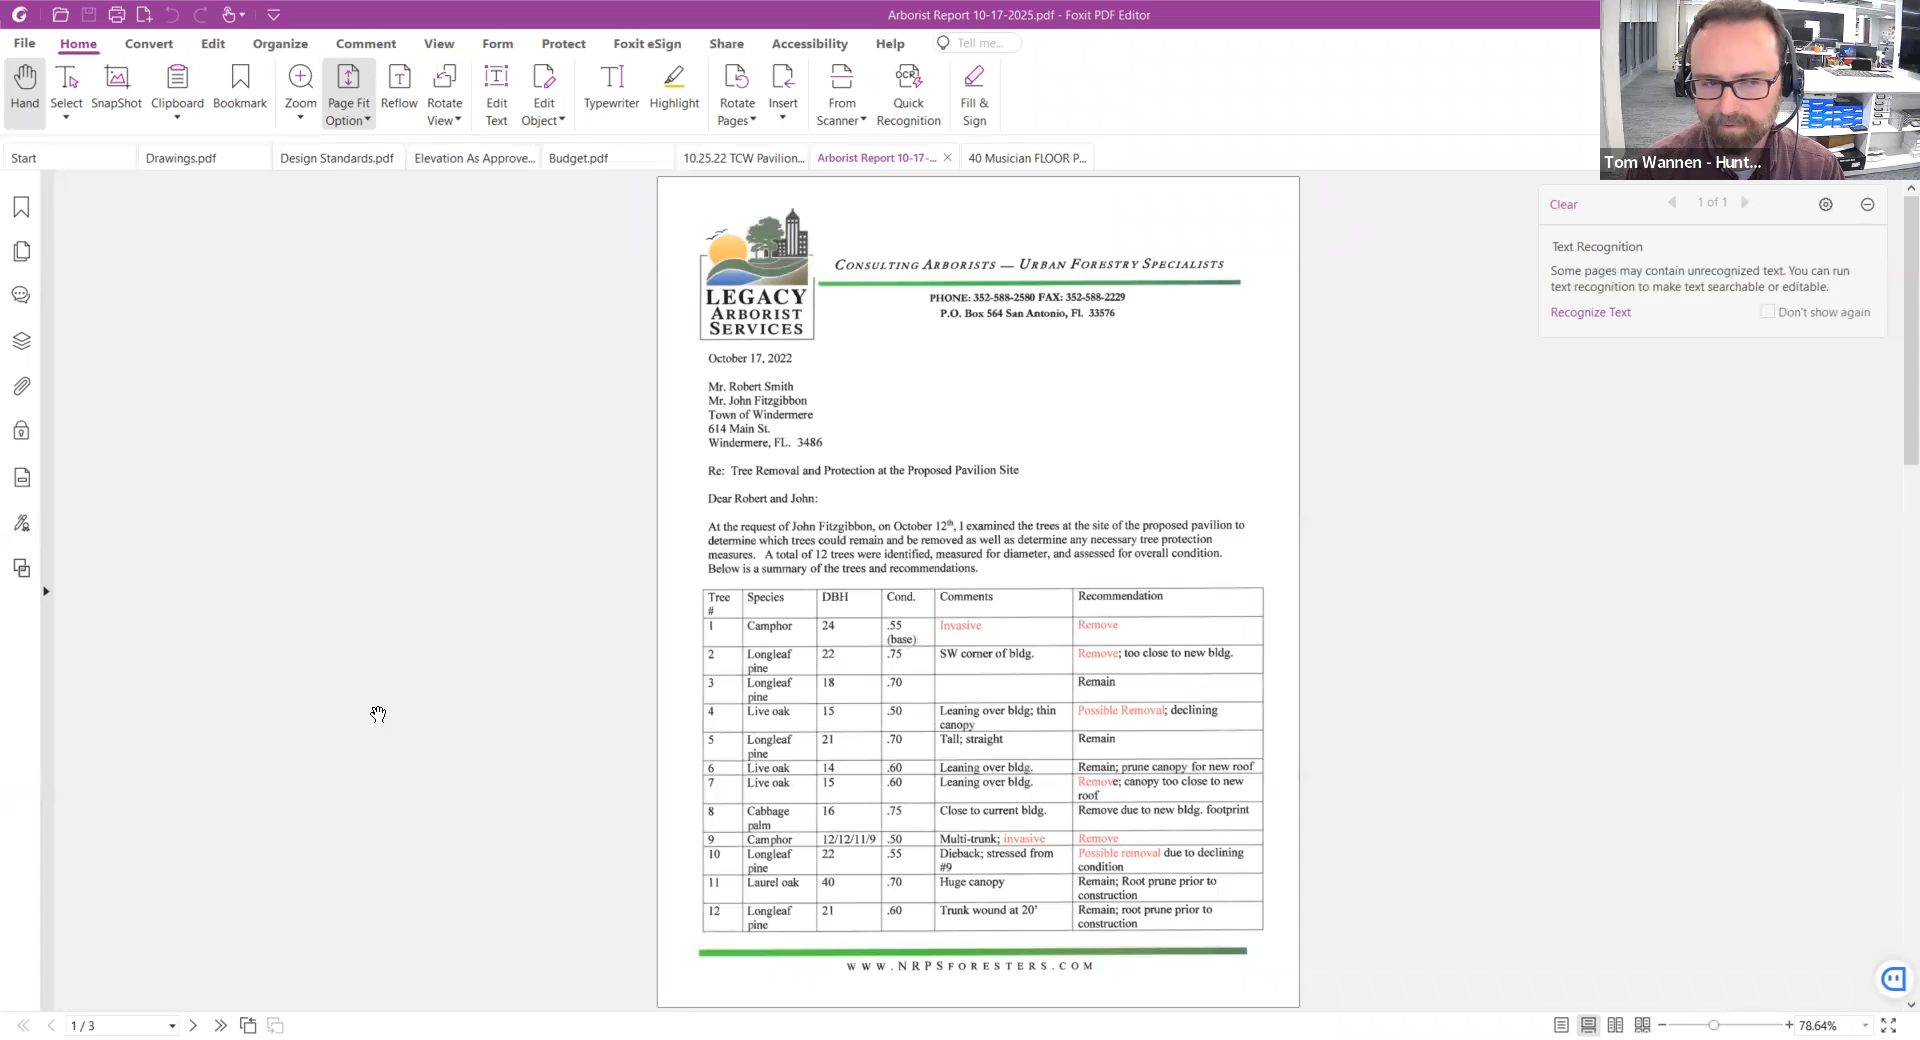 Arborist Report 10-17-2025.pdf - Foxit PDF Editor
File Home Convert Edit Organize Comment View Form Protect Foxit eSign Share Accessibility Help Tell me...
Hand Select SnapShot Clipboard Bookmark Zoom Page Fit Option Reflow Rotate View Edit Text Edit Object Typewriter Highlight Rotate Pages Insert From Scanner OCR Quick Recognition Fill & Sign
Tom Wannen - Hunt...
Start Drawings.pdf Design Standards.pdf Elevation As Approve... Budget.pdf 10.25.22 TCW Pavilion... Arborist Report 10-17-... 40 Musician FLOOR P...
Clear 1 of 1
Text Recognition
Some pages may contain unrecognized text. You can run
text recognition to make text searchable or editable.
Recognize Text Don't show again
LEGACY
ARBORIST
SERVICES
CONSULTING ARBORISTS — URBAN FORESTRY SPECIALISTS
PHONE: 352-588-2580 FAX: 352-588-2229
P.O. Box 564 San Antonio, Fl. 33576
October 17, 2022
Mr. Robert Smith
Mr. John Fitzgibbon
Town of Windermere
614 Main St.
Windermere, FL. 3486
Re: Tree Removal and Protection at the Proposed Pavilion Site
Dear Robert and John:
At the request of John Fitzgibbon, on October 12th, I examined the trees at the site of the proposed pavilion to
determine which trees could remain and be removed as well as determine any necessary tree protection
measures. A total of 12 trees were identified, measured for diameter, and assessed for overall condition.
Below is a summary of the trees and recommendations.
Tree # Species DBH Cond. Comments Recommendation
1 Camphor 24 .55 (base) Invasive Remove
2 Longleaf pine 22 .75 SW corner of bldg. Remove; too close to new bldg.
3 Longleaf pine 18 .70 Remain
4 Live oak 15 .50 Leaning over bldg; thin canopy Possible Removal; declining
5 Longleaf pine 21 .70 Tall; straight Remain
6 Live oak 14 .60 Leaning over bldg. Remain; prune canopy for new roof
7 Live oak 15 .60 Leaning over bldg. Remove; canopy too close to new roof
8 Cabbage palm 16 .75 Close to current bldg. Remove due to new bldg. footprint
9 Camphor 12/12/11/9 .50 Multi-trunk; invasive Remove
10 Longleaf pine 22 .55 Dieback; stressed from #9 Possible removal due to declining condition
11 Laurel oak 40 .70 Huge canopy Remain; Root prune prior to construction
12 Longleaf pine 21 .60 Trunk wound at 20' Remain; root prune prior to construction
WWW.NRPSFORESTERS.COM
1 / 3
78.64%